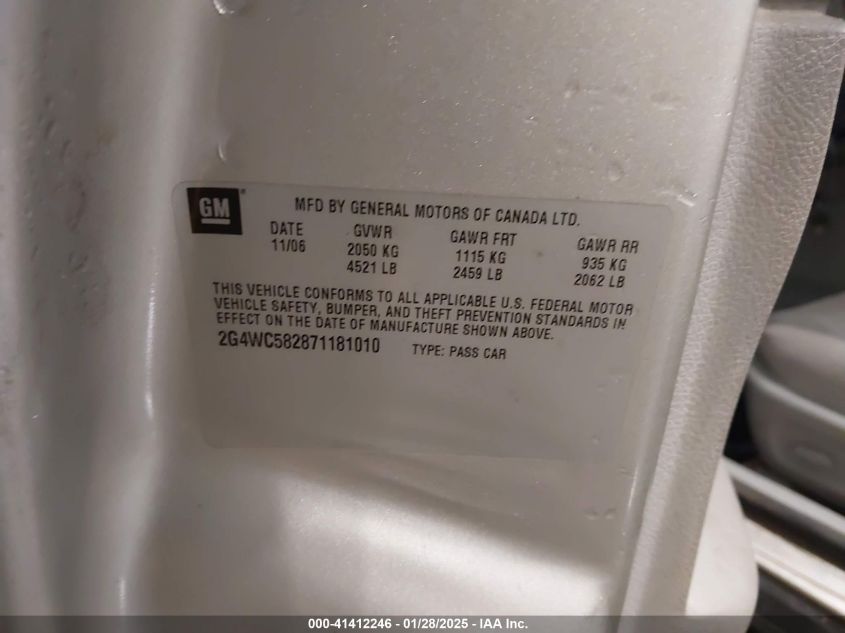 GM
MFD BY GENERAL MOTORS OF CANADA LTD.
DATE GVWR GAWR FRT GAWR RR
11/06 2050 KG 1115 KG 935 KG
4521 LB 2459 LB 2062 LB
THIS VEHICLE CONFORMS TO ALL APPLICABLE U.S. FEDERAL MOTOR
VEHICLE SAFETY, BUMPER, AND THEFT PREVENTION STANDARDS IN
EFFECT ON THE DATE OF MANUFACTURE SHOWN ABOVE.
2G4WC582871181010 TYPE: PASS CAR
000-41412246 - 01/28/2025 - IAA Inc.